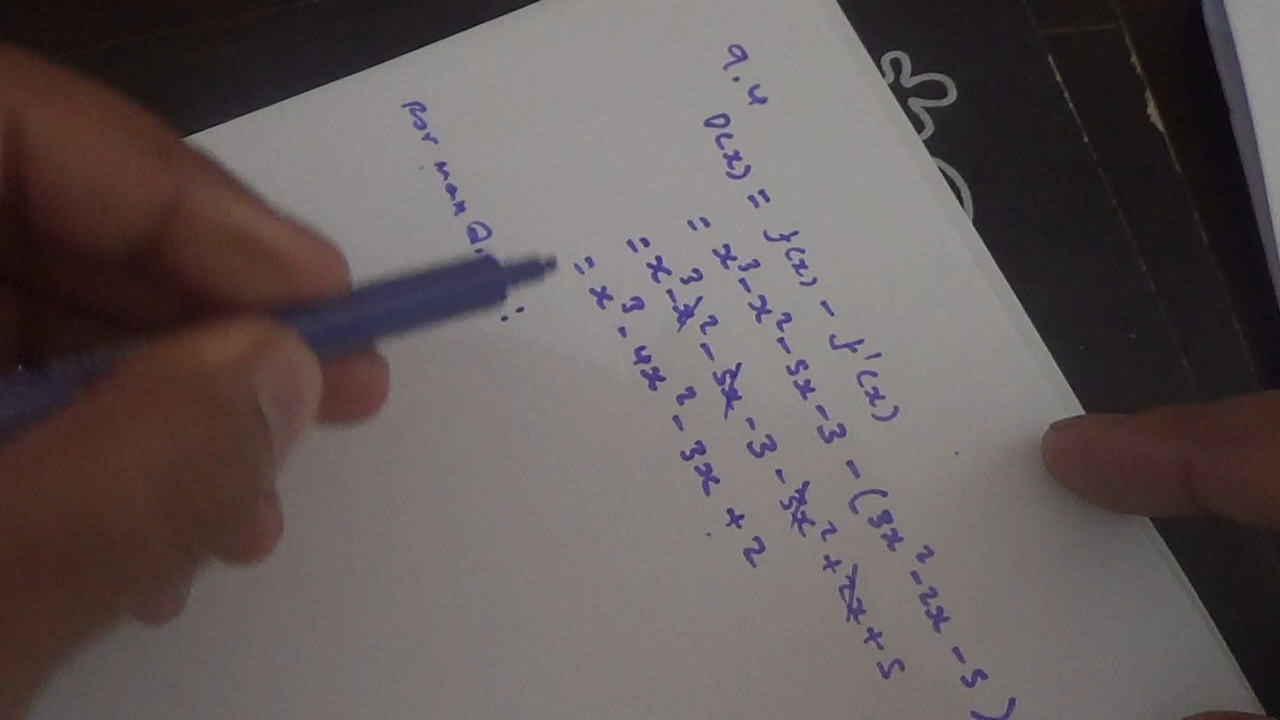 9.4 D(x) = f(x) - f'(x)
= x³ - x² - 5x - 3 - (3x² - 2x - 5)
= x³ - x² - 5x - 3 - 3x² + 2x + 5
= x³ - 4x² - 3x + 2
For max D